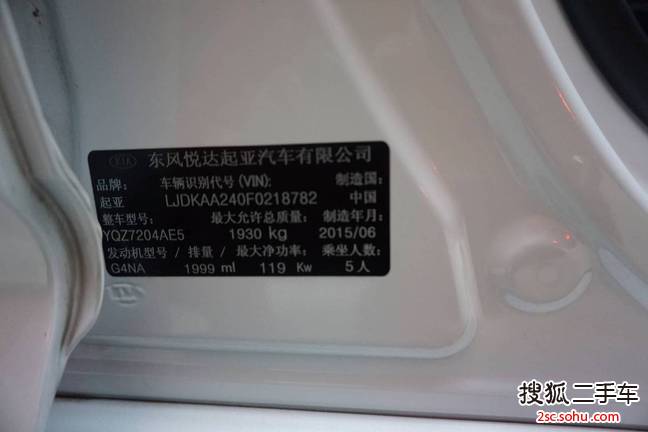 KIA 东风悦达起亚汽车有限公司
品牌: 车辆识别代号(VIN): 制造国:
起亚 LJDKAA240F0218782 中国
整车型号: 最大允许总质量: 制造年月:
YQZ7204AE5 1930 kg 2015/06
发动机型号/排量/最大净功率: 乘坐人数:
G4NA 1999 ml 119 Kw 5人
搜狐二手车
2sc.sohu.com